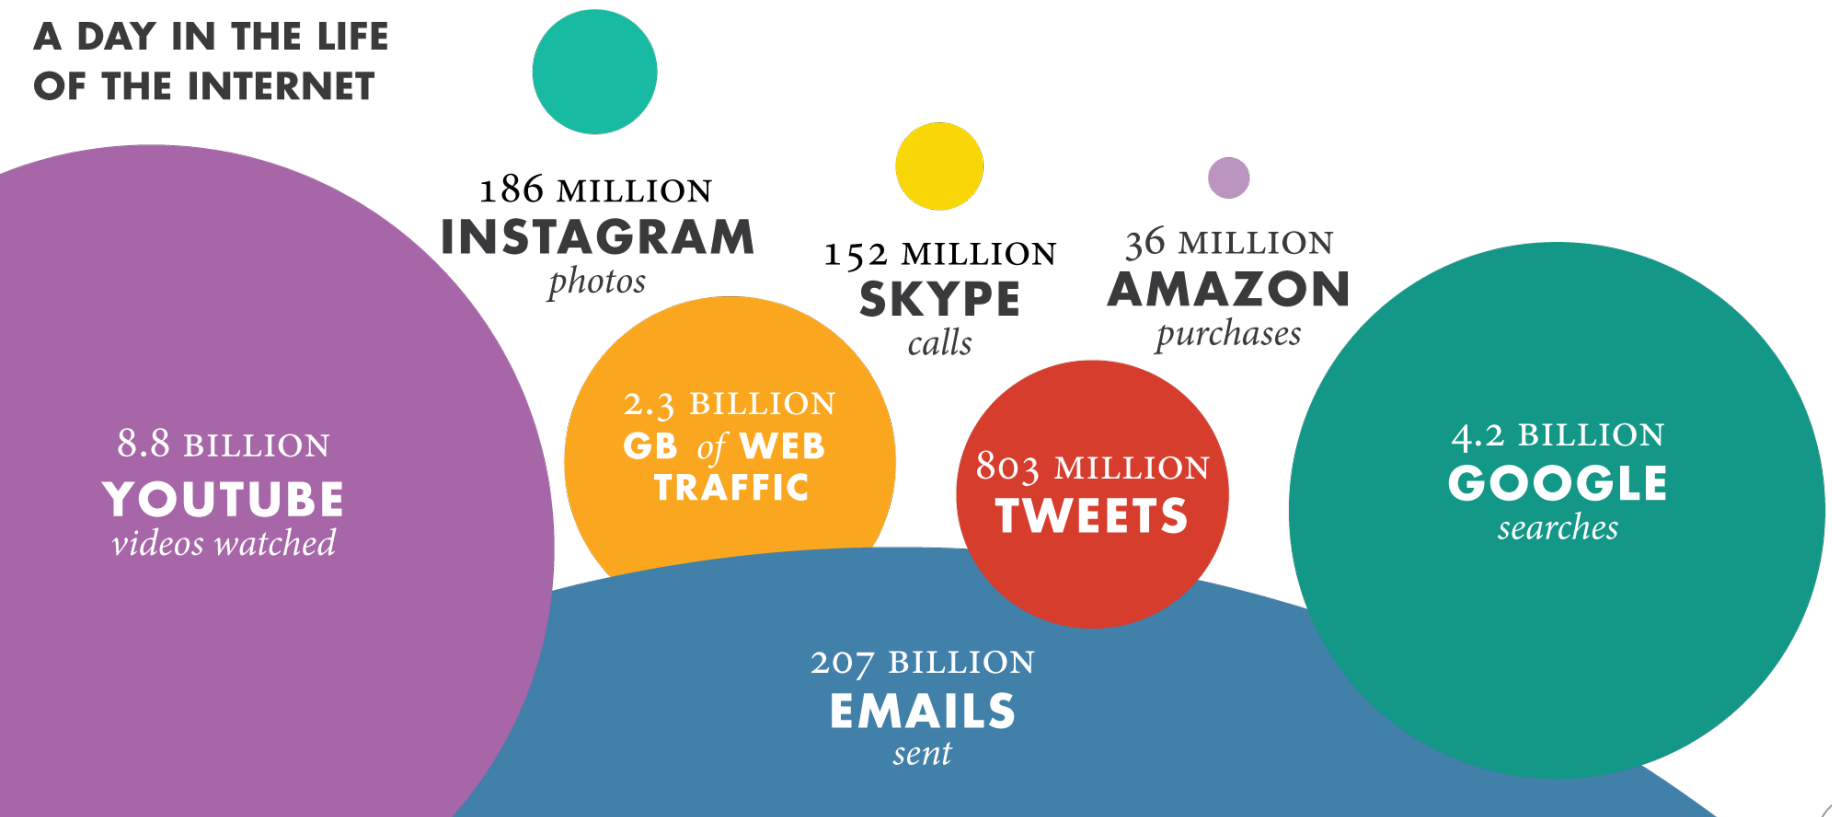 A DAY IN THE LIFE
OF THE INTERNET
186 MILLION
INSTAGRAM
photos
152 MILLION
SKYPE
calls
36 MILLION
AMAZON
purchases
8.8 BILLION
YOUTUBE
videos watched
2.3 BILLION
GB of WEB
TRAFFIC
803 MILLION
TWEETS
4.2 BILLION
GOOGLE
searches
207 BILLION
EMAILS
sent